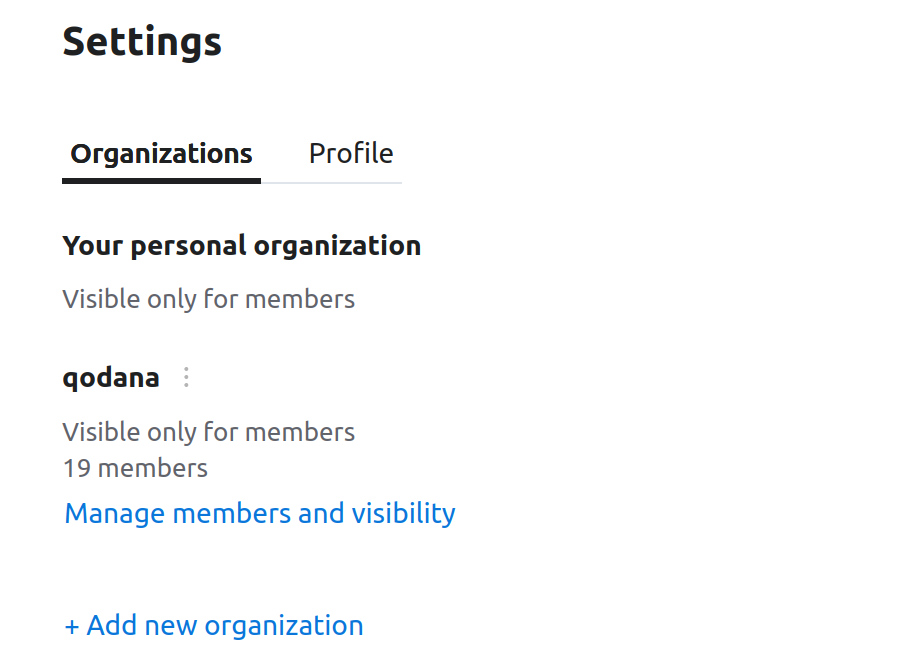 Settings
Organizations Profile
Your personal organization
Visible only for members
qodana
Visible only for members
19 members
Manage members and visibility
+ Add new organization